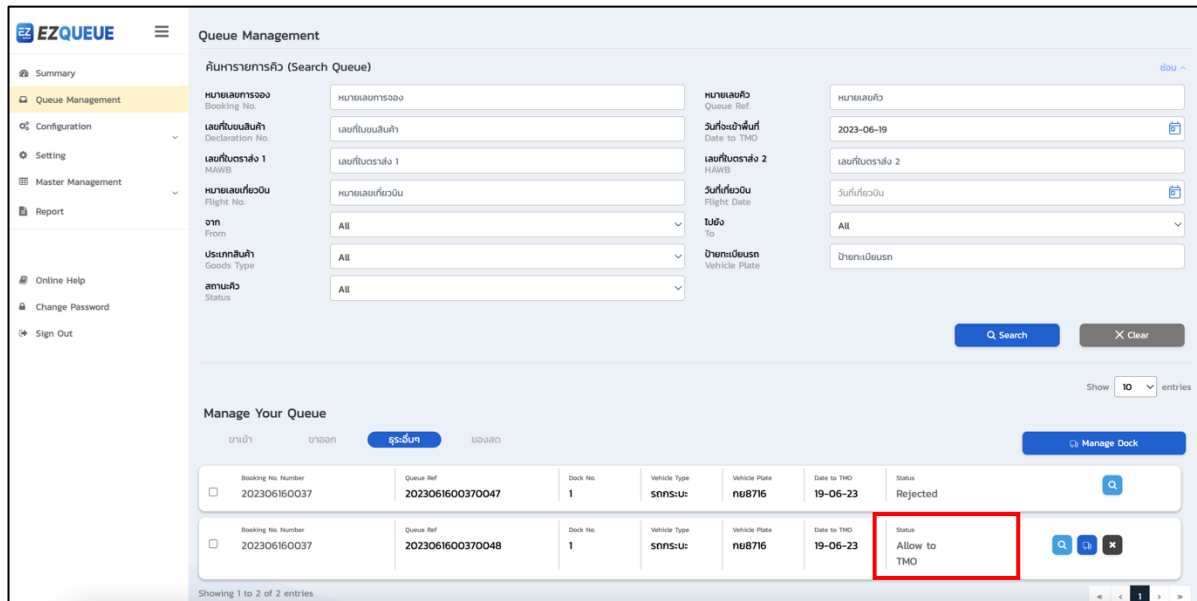 EZ EZQUEUE
Queue Management
Summary
Queue Management
Configuration
Setting
Master Management
Report
Online Help
Change Password
Sign Out
ค้นหารายการคิว (Search Queue)
ซ่อน
หมายเลขการจอง
Booking No.
หมายเลขการจอง
หมายเลขคิว
Queue Ref.
หมายเลขคิว
เลขที่ใบขนสินค้า
Declaration No.
เลขที่ใบขนสินค้า
วันที่จะเข้าพื้นที่
Date to TMO
2023-06-19
เลขที่ใบตราส่ง 1
MAWB
เลขที่ใบตราส่ง 1
เลขที่ใบตราส่ง 2
HAWB
เลขที่ใบตราส่ง 2
หมายเลขเที่ยวบิน
Flight No.
หมายเลขเที่ยวบิน
วันที่เที่ยวบิน
Flight Date
วันที่เที่ยวบิน
จาก
From
All
ไปยัง
To
All
ประเภทสินค้า
Goods Type
All
ป้ายทะเบียนรถ
Vehicle Plate
ป้ายทะเบียนรถ
สถานะคิว
Status
All
Search
Clear
Show 10 entries
Manage Your Queue
ขาเข้า ขาออก ธุระอื่นๆ ของสด
Manage Dock
Booking No. Number Queue Ref Dock No. Vehicle Type Vehicle Plate Date to TMO Status
202306160037 2023061600370047 1 รถกระบะ กย8716 19-06-23 Rejected
Booking No. Number Queue Ref Dock No. Vehicle Type Vehicle Plate Date to TMO Status
202306160037 2023061600370048 1 รถกระบะ กย8716 19-06-23 Allow to
TMO
Showing 1 to 2 of 2 entries
« ‹ 1 › »